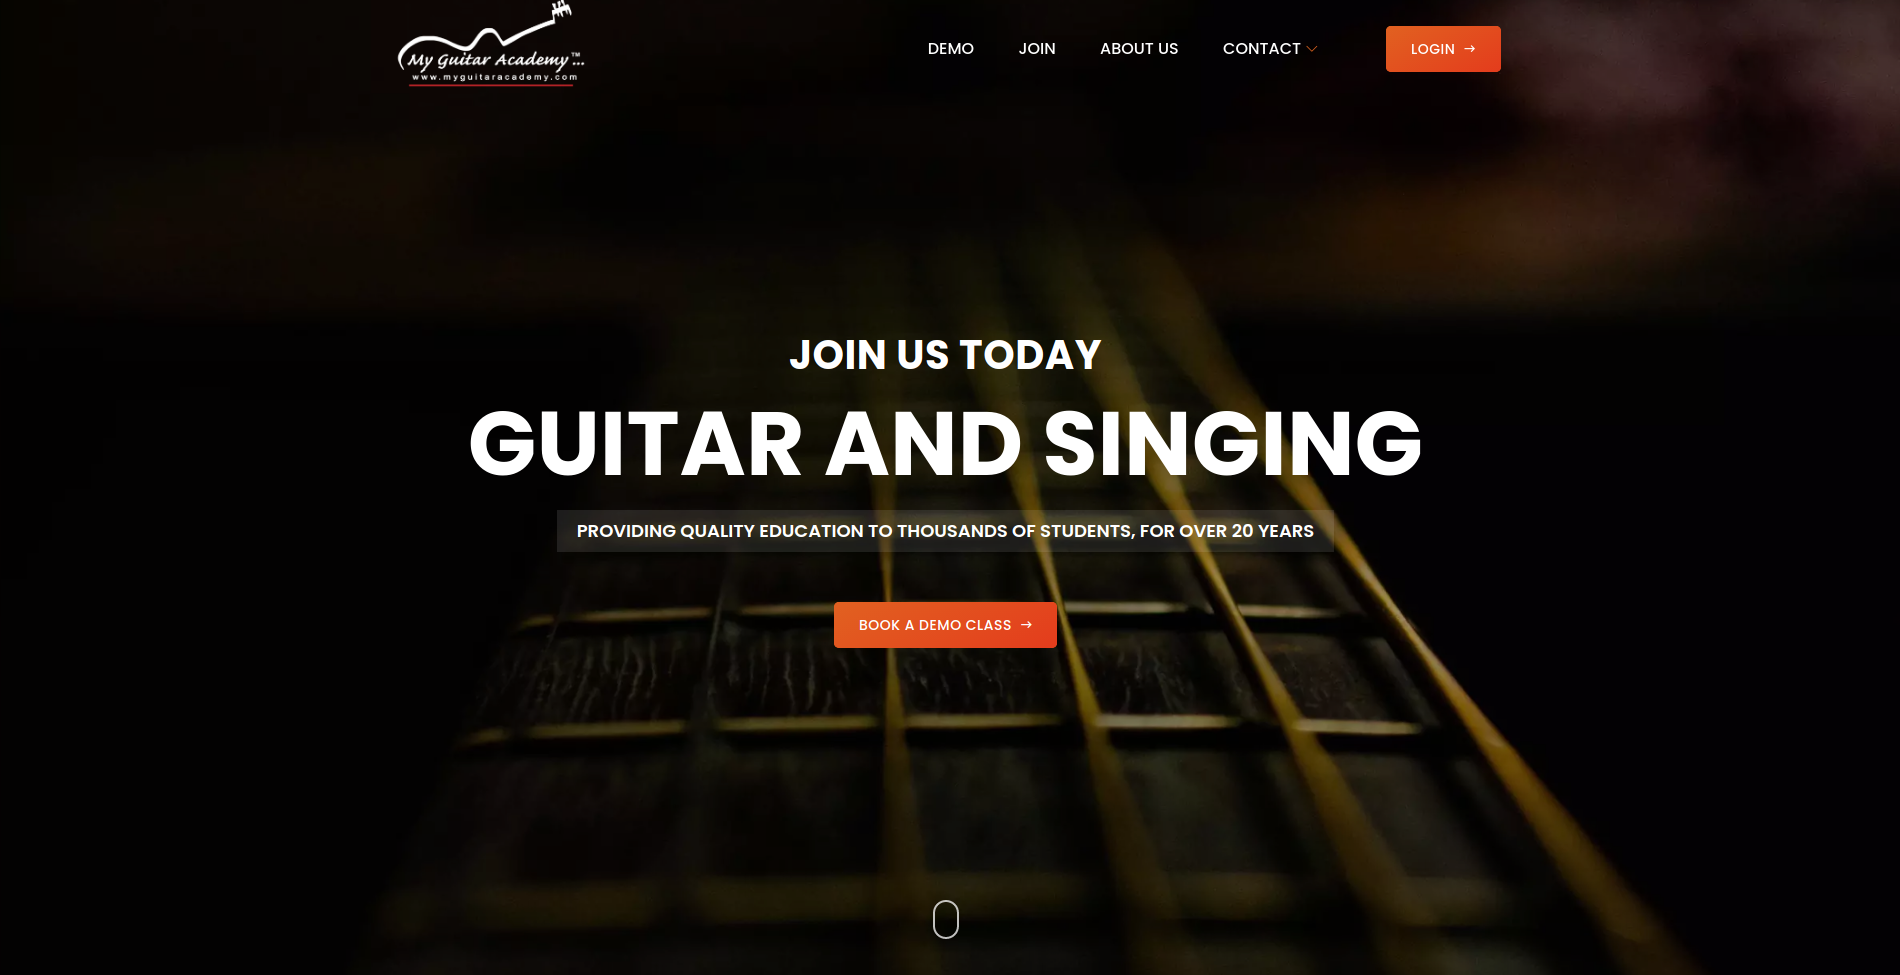 My Guitar Academy™...
www.myguitaracademy.com
DEMO JOIN ABOUT US CONTACT LOGIN →
JOIN US TODAY
GUITAR AND SINGING
PROVIDING QUALITY EDUCATION TO THOUSANDS OF STUDENTS, FOR OVER 20 YEARS
BOOK A DEMO CLASS →